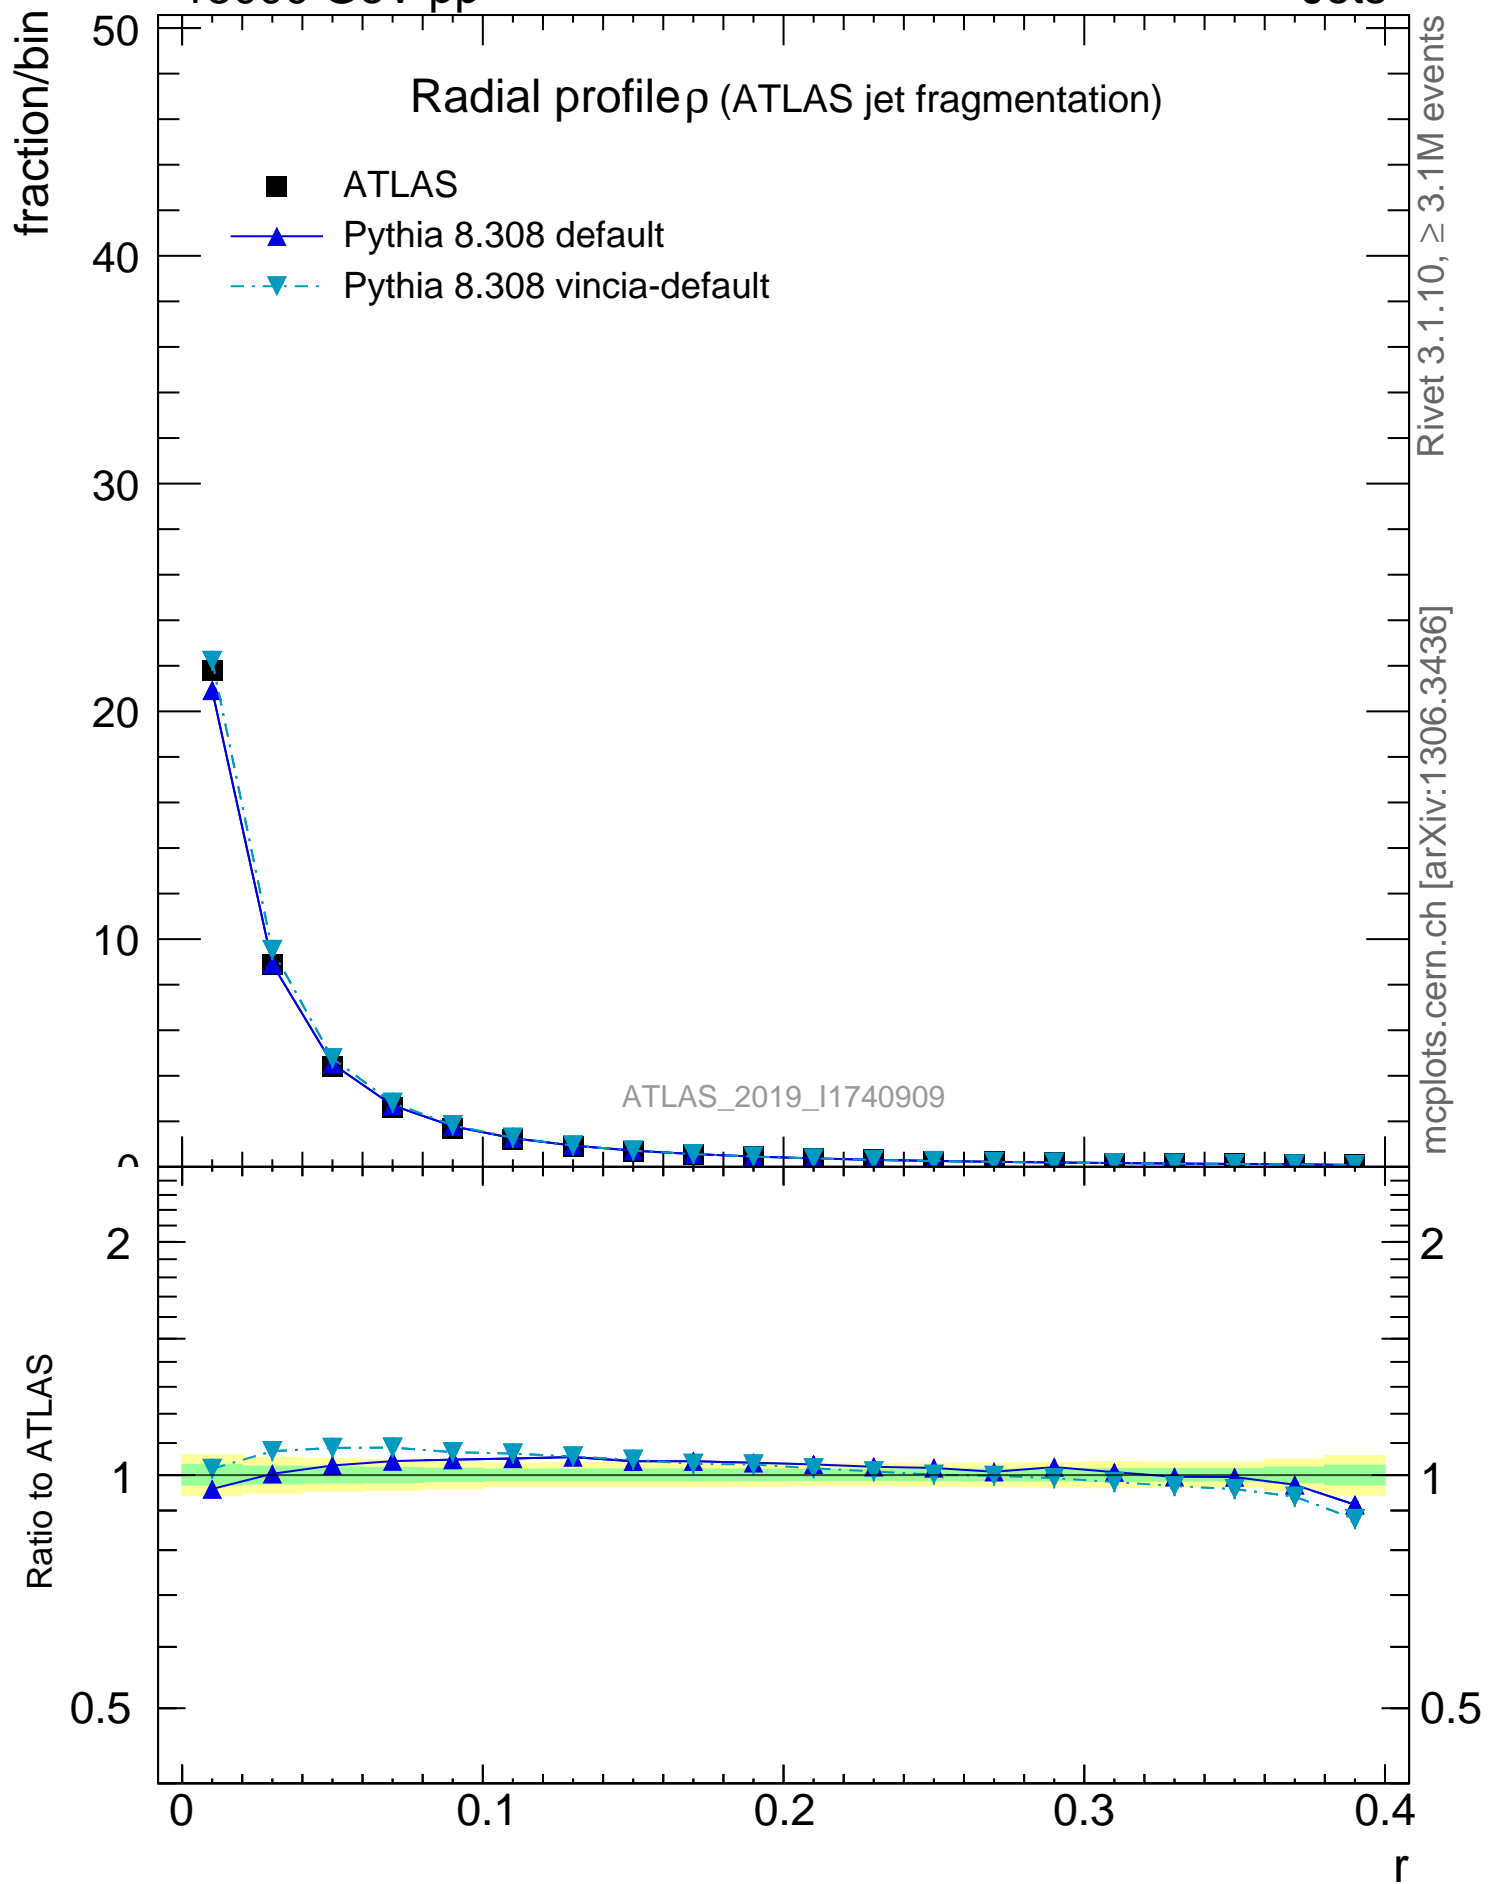 fraction/bin
Radial profile ρ (ATLAS jet fragmentation)
ATLAS
Pythia 8.308 default
Pythia 8.308 vincia-default
50
40
30
20
10
0
ATLAS_2019_I1740909
Rivet 3.1.10, ≥ 3.1M events
mcplots.cern.ch [arXiv:1306.3436]
Ratio to ATLAS
2
1
0.5
2
1
0.5
0 0.1 0.2 0.3 0.4
r